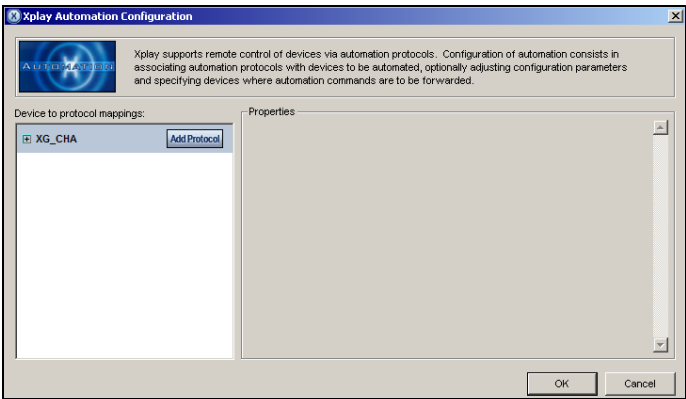 Xplay Automation Configuration
AUTOMATION
Xplay supports remote control of devices via automation protocols. Configuration of automation consists in
associating automation protocols with devices to be automated, optionally adjusting configuration parameters
and specifying devices where automation commands are to be forwarded.
Device to protocol mappings:
Properties
XG_CHA
Add Protocol
OK
Cancel